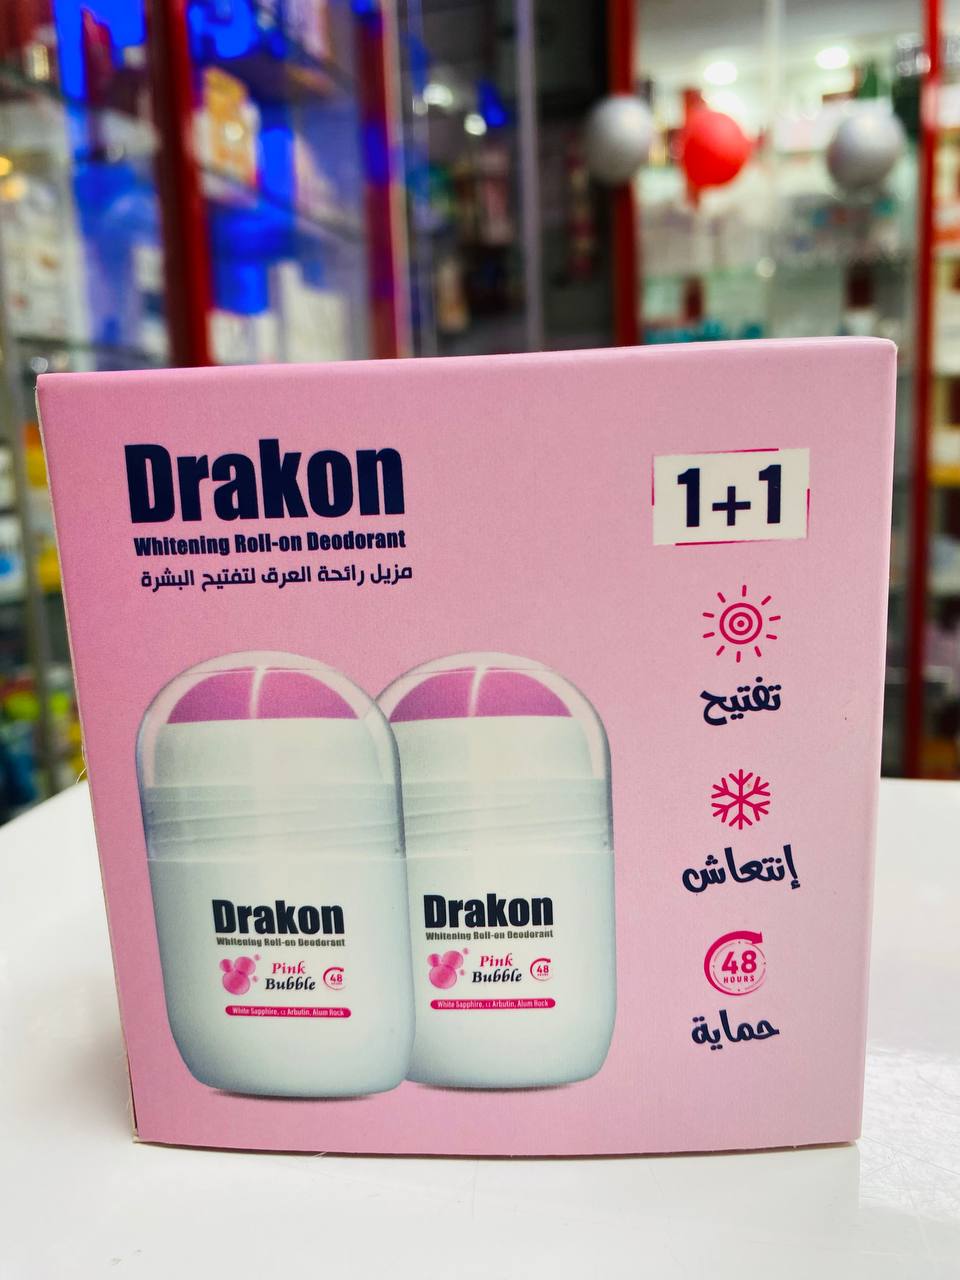 Drakon
Whitening Roll-on Deodorant
مزيل رائحة العرق لتفتيح البشرة
1+1
تفتيح
إنتعاش
48
HOURS
حماية
Drakon
Whitening Roll-on Deodorant
Pink
Bubble
48
White Sapphire, α Arbutin, Alum Rock
Drakon
Whitening Roll-on Deodorant
Pink
Bubble
48
White Sapphire, α Arbutin, Alum Rock